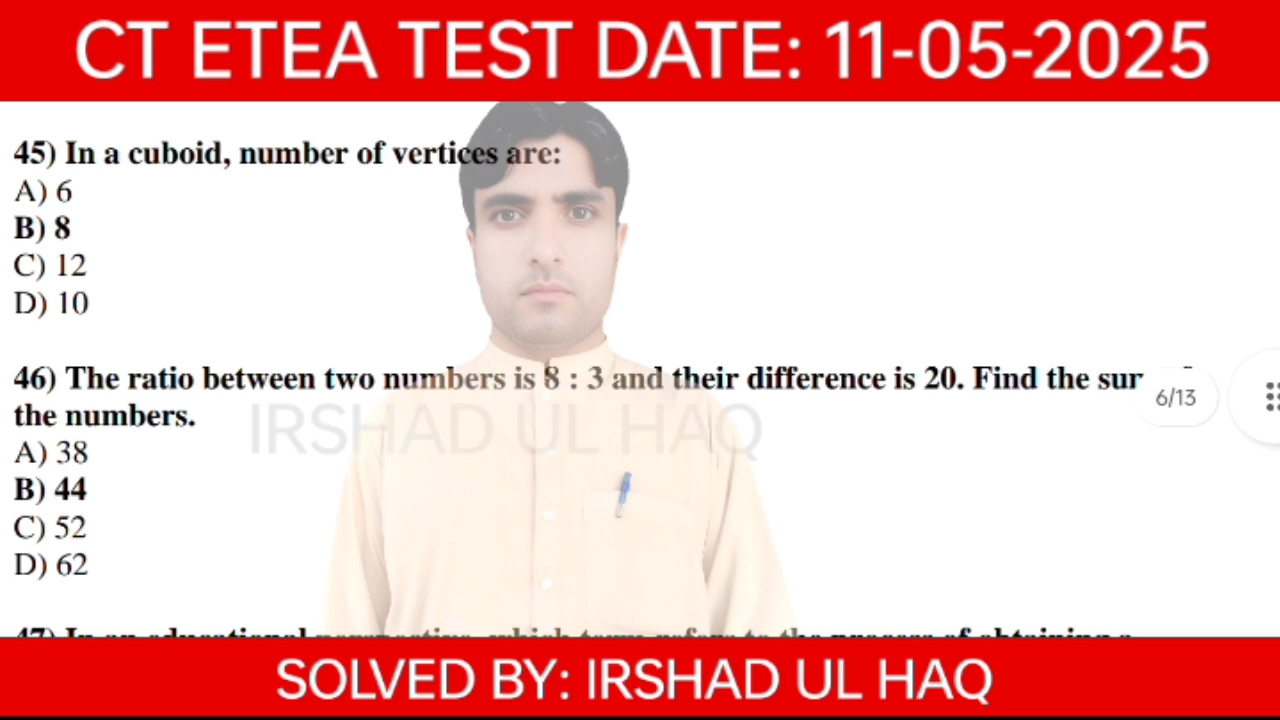 CT ETEA TEST DATE: 11-05-2025
45) In a cuboid, number of vertices are:
A) 6
B) 8
C) 12
D) 10
46) The ratio between two numbers is 8 : 3 and their difference is 20. Find the
6/13
the numbers.
IRSHAD UL HAQ
A) 38
B) 44
C) 52
D) 62
SOLVED BY: IRSHAD UL HAQ